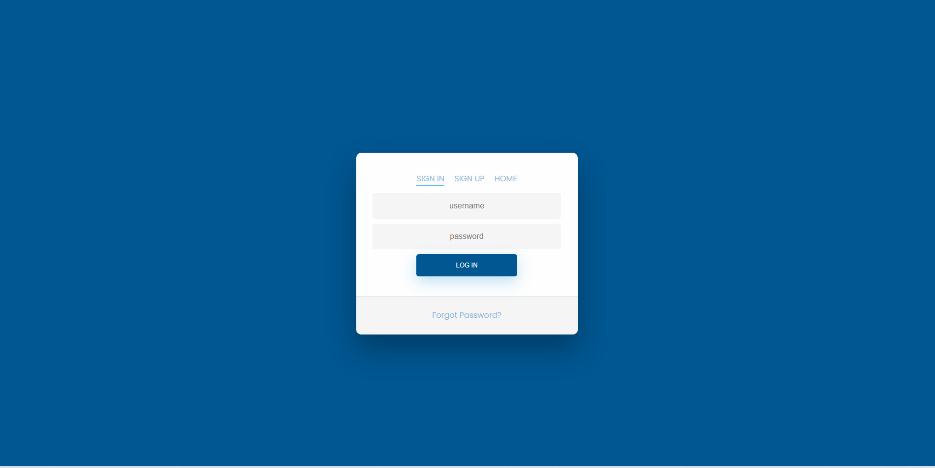 SIGN IN SIGN UP HOME
username
password
LOG IN
Forgot Password?